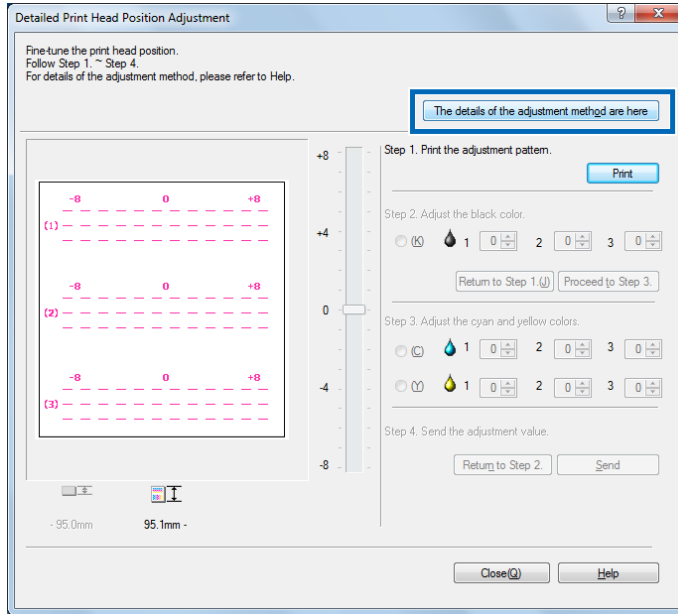 Detailed Print Head Position Adjustment
Fine-tune the print head position.
Follow Step 1. ~ Step 4.
For details of the adjustment method, please refer to Help.
The details of the adjustment method are here
-8 0 +8
(1)
-8 0 +8
(2)
-8 0 +8
(3)
- 95.0mm 95.1mm -
+8
+4
0
-4
-8
Step 1. Print the adjustment pattern.
Print
Step 2. Adjust the black color.
(K) 1 0 2 0 3 0
Return to Step 1.(J) Proceed to Step 3.
Step 3. Adjust the cyan and yellow colors.
(C) 1 0 2 0 3 0
(Y) 1 0 2 0 3 0
Step 4. Send the adjustment value.
Return to Step 2. Send
Close(Q) Help